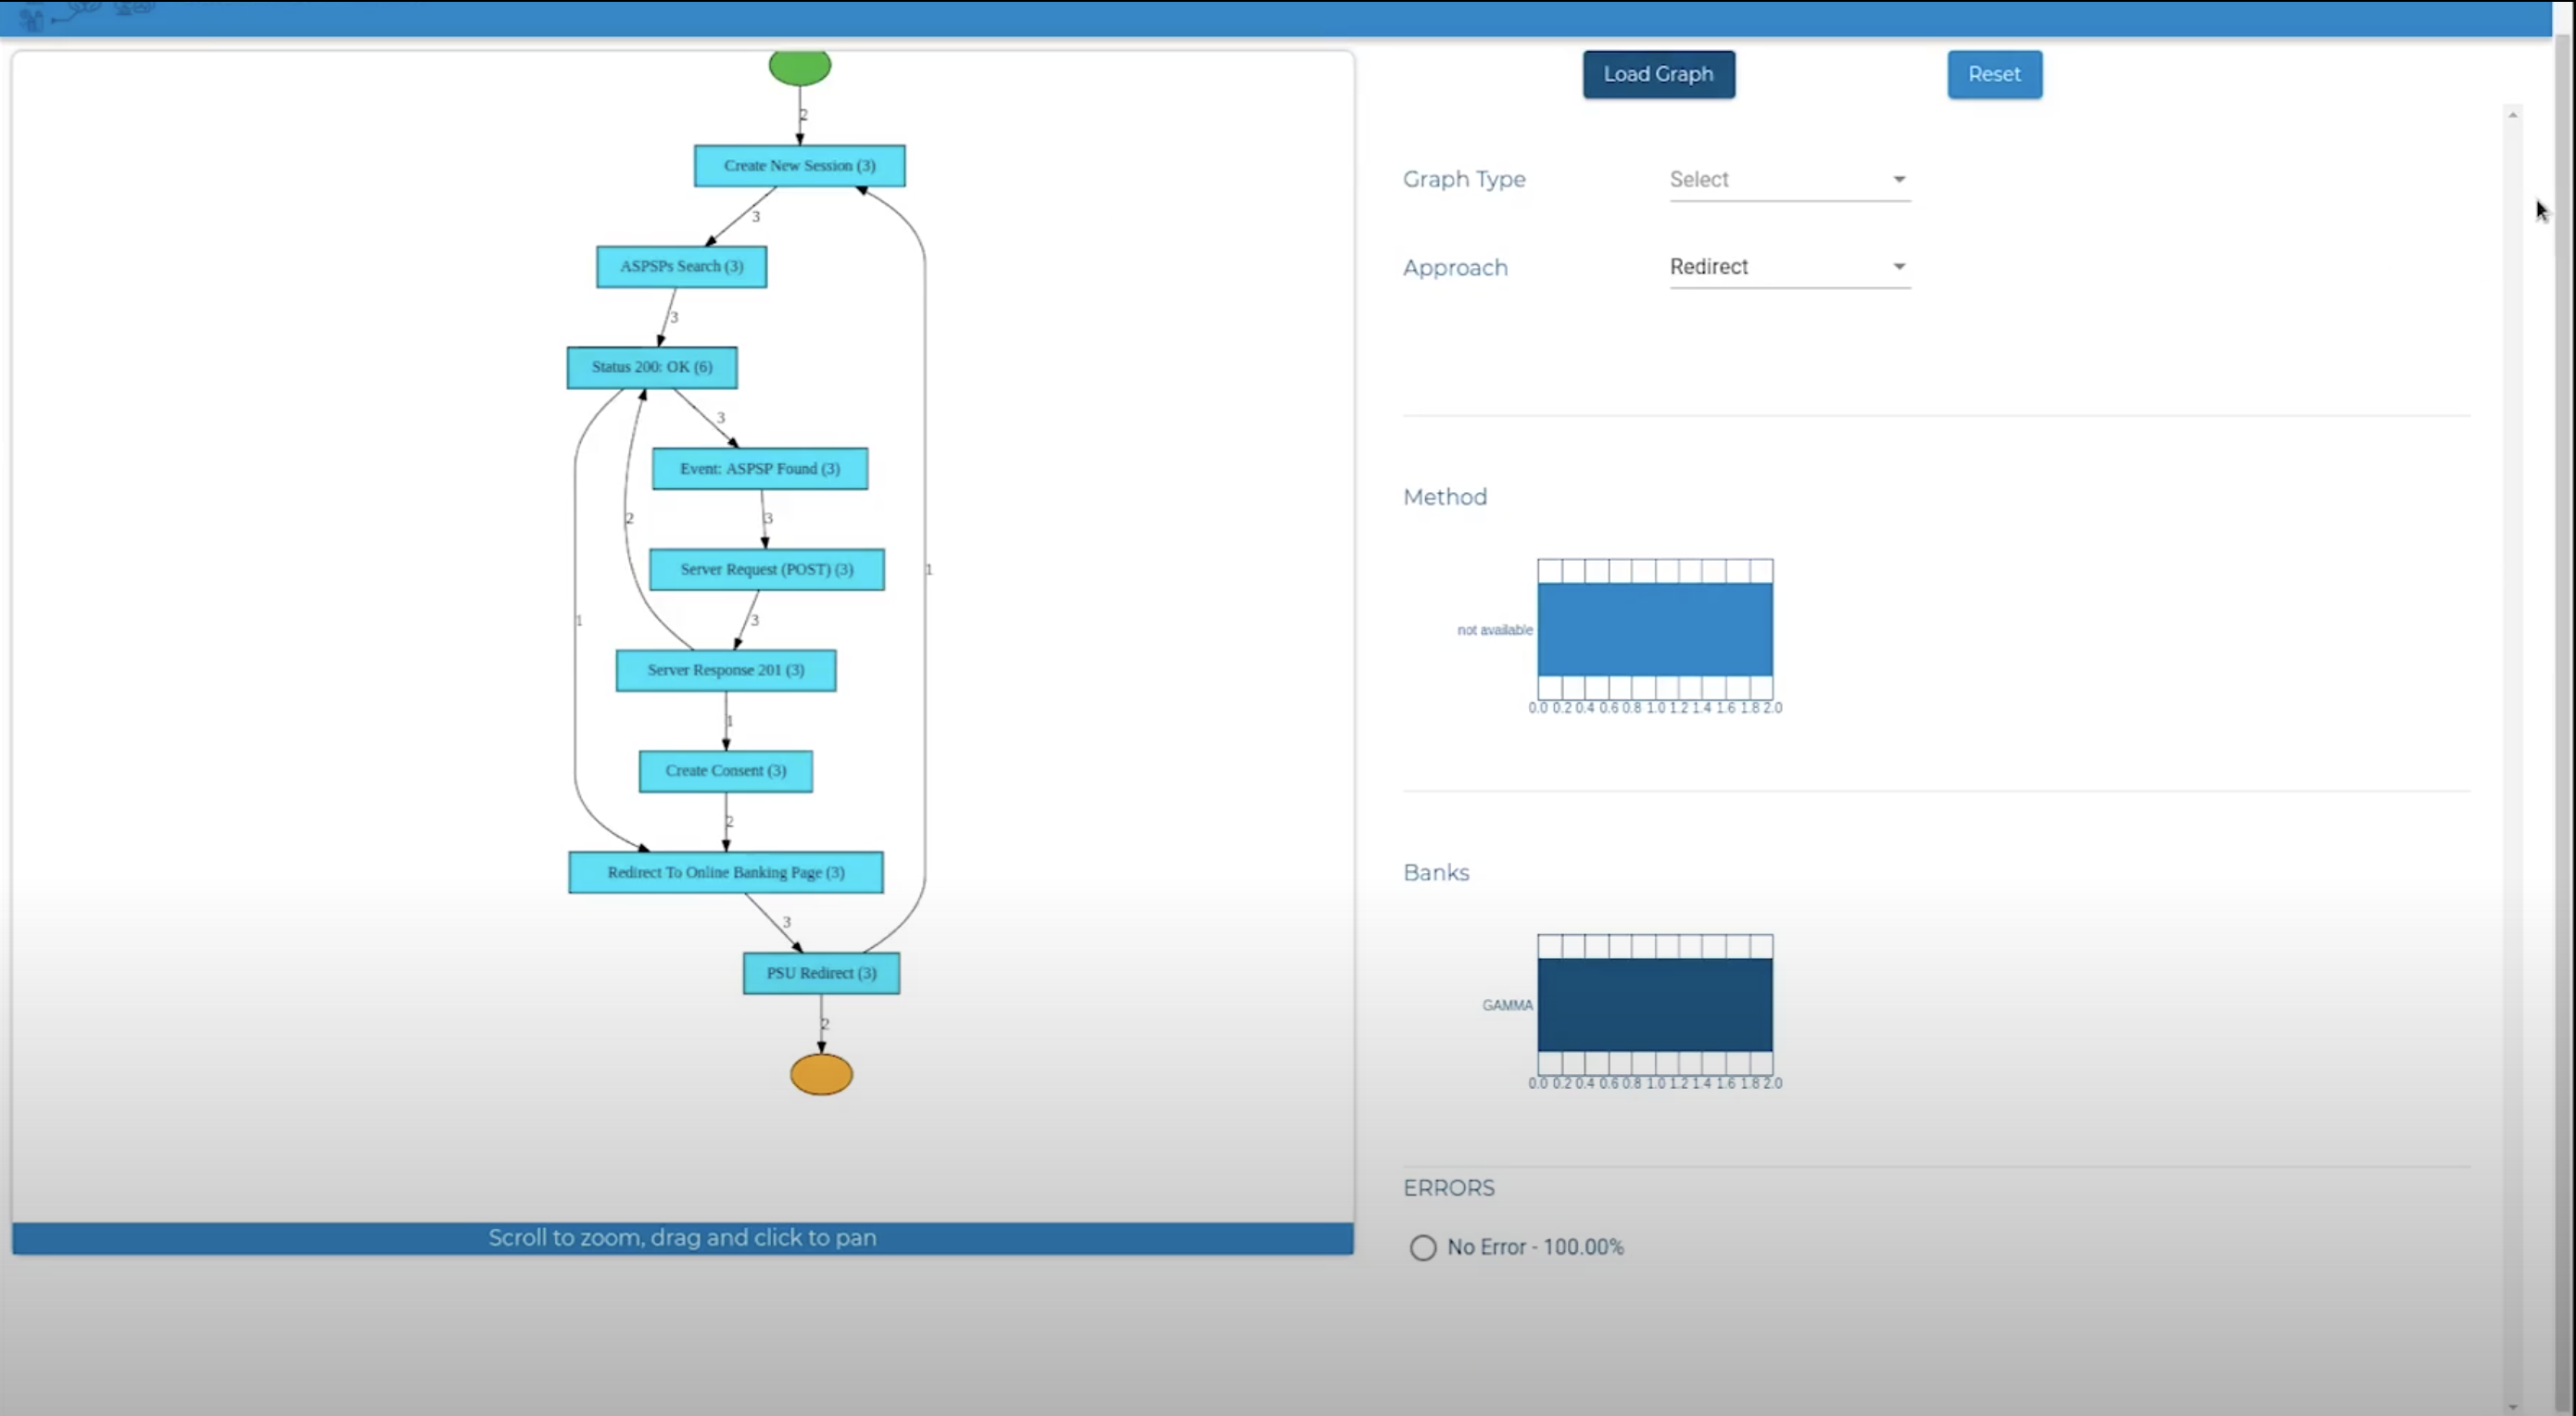 2
Create New Session (3)
3
ASPSPs Search (3)
3
Status 200: OK (6)
3
Event: ASPSP Found (3)
2
3
Server Request (POST) (3)
1
1
3
Server Response 201 (3)
1
Create Consent (3)
2
Redirect To Online Banking Page (3)
3
PSU Redirect (3)
2
Scroll to zoom, drag and click to pan
Load Graph
Reset
Graph Type
Select
Approach
Redirect
Method
not available
0.0 0.2 0.4 0.6 0.8 1.0 1.2 1.4 1.6 1.8 2.0
Banks
GAMMA
0.0 0.2 0.4 0.6 0.8 1.0 1.2 1.4 1.6 1.8 2.0
ERRORS
No Error - 100.00%